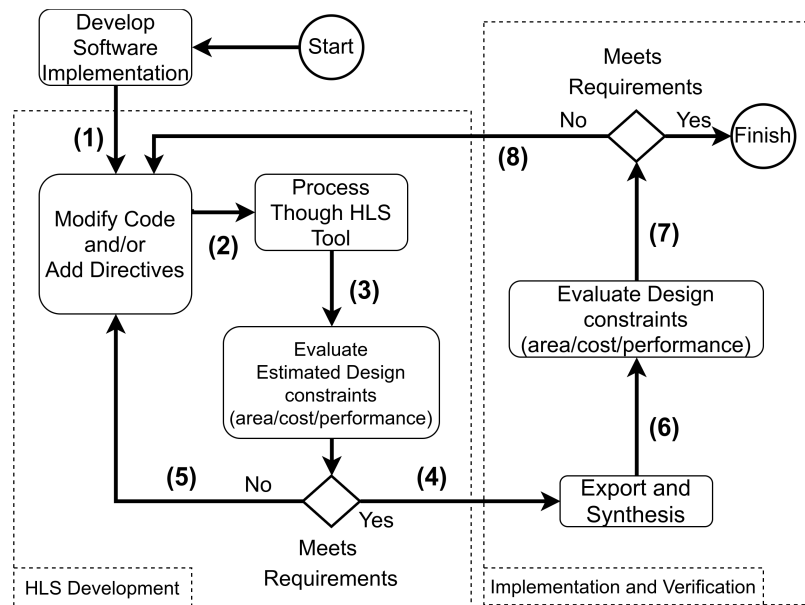 Develop
Software
Implementation
Start
(1)
Modify Code
and/or
Add Directives
(2)
Process
Though HLS
Tool
(3)
Evaluate
Estimated Design
constraints
(area/cost/performance)
(5)
No
Yes
(4)
Meets
Requirements
HLS Development
Export and
Synthesis
(6)
Evaluate Design
constraints
(area/cost/performance)
(7)
Meets
Requirements
No
Yes
(8)
Finish
Implementation and Verification